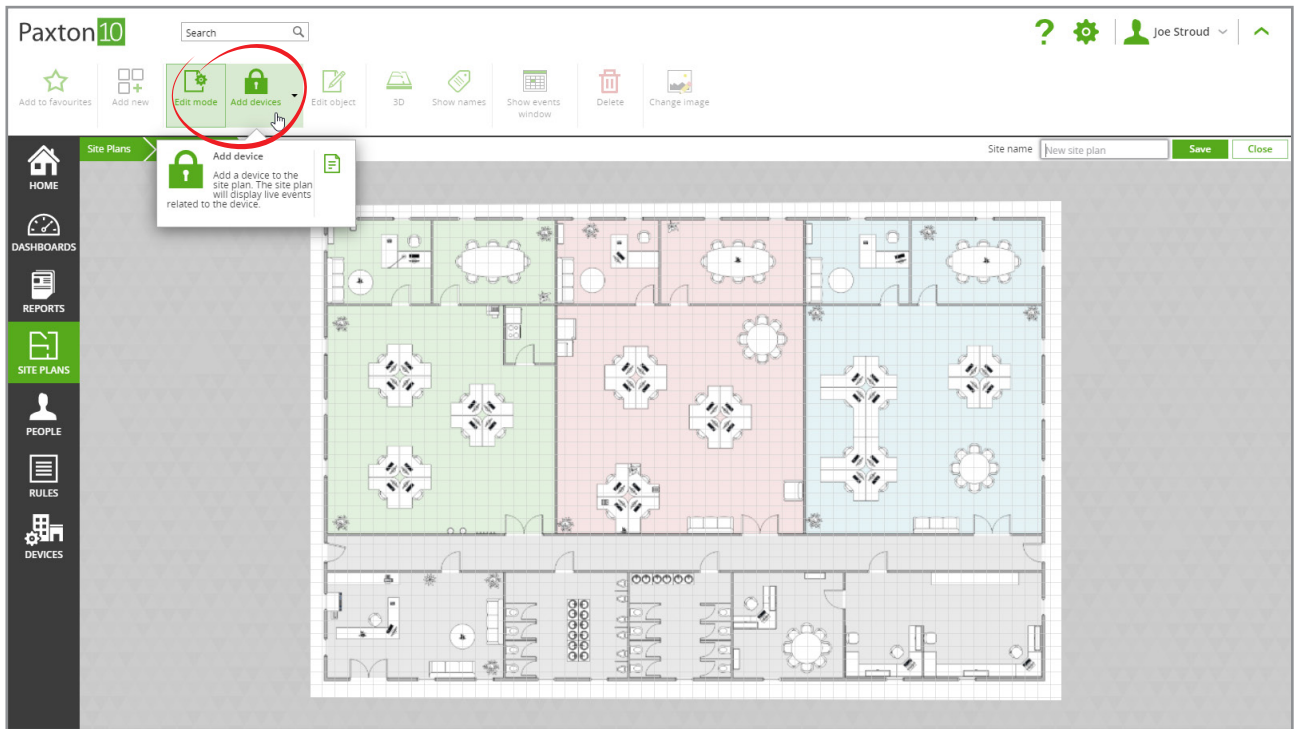 Paxton 10
Search
Joe Stroud
Add to favourites
Add new
Edit mode
Add devices
Edit object
3D
Show names
Show events
window
Delete
Change image
Site Plans
Site name
New site plan
Save
Close
Add device
Add a device to the
site plan. The site plan
will display live events
related to the device.
HOME
DASHBOARDS
REPORTS
SITE PLANS
PEOPLE
RULES
DEVICES